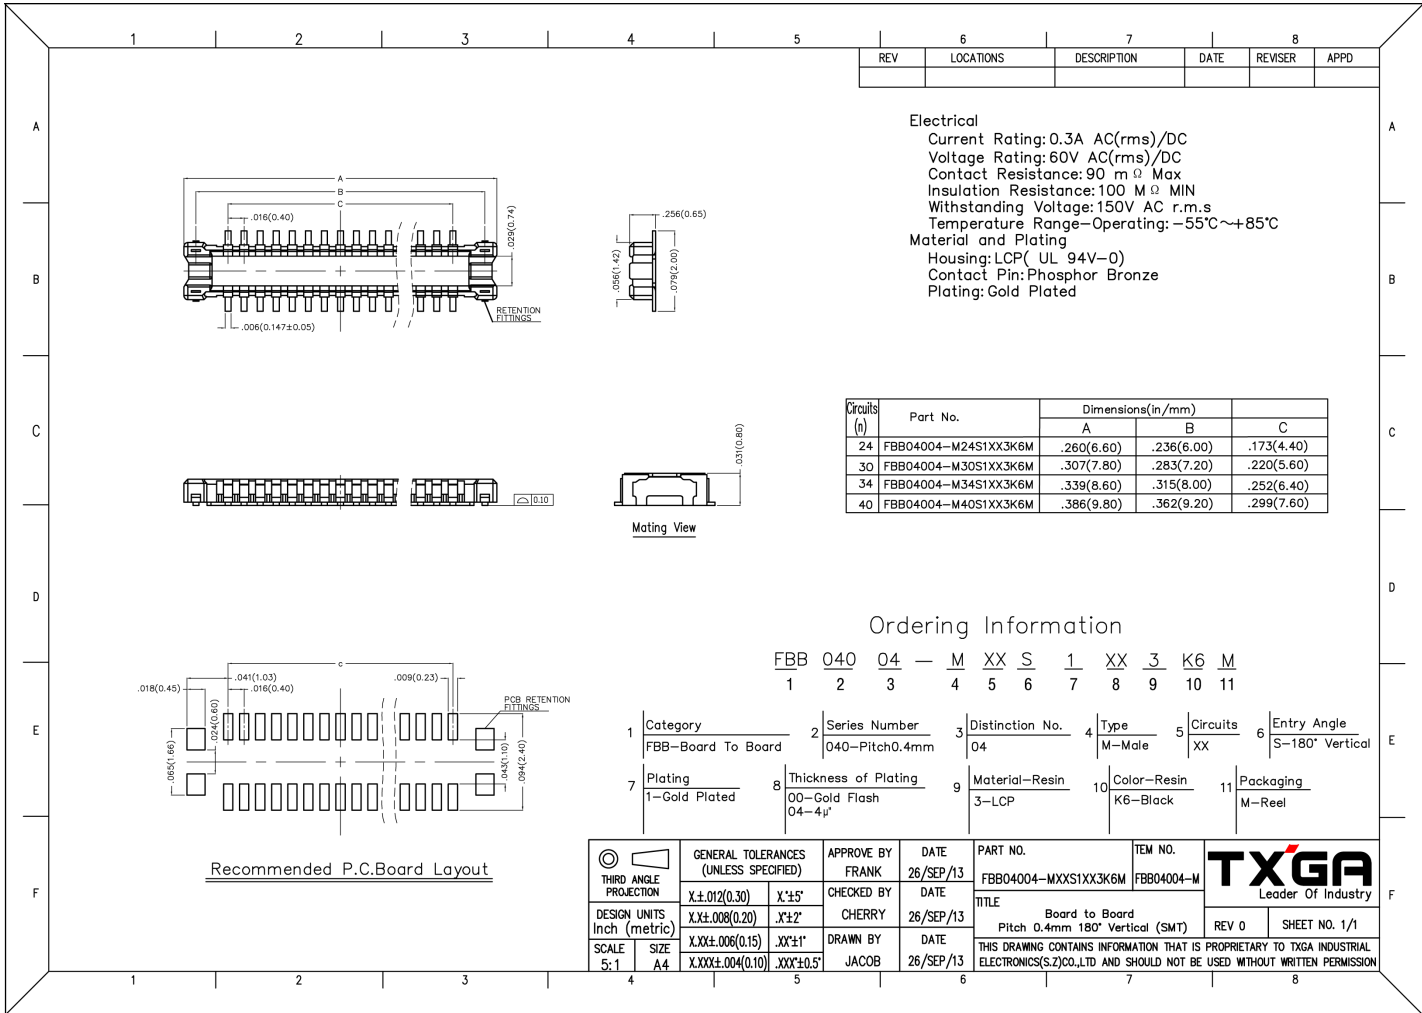 1 2 3 4 5 6 7 8
REV LOCATIONS DESCRIPTION DATE REVISER APPD
A A
B B
C C
D D
E E
F F
Electrical
Current Rating:0.3A AC(rms)/DC
Voltage Rating:60V AC(rms)/DC
Contact Resistance:90 mΩ Max
Insulation Resistance:100 MΩ MIN
Withstanding Voltage:150V AC r.m.s
Temperature Range-Operating:-55°C~+85°C
Material and Plating
Housing:LCP( UL 94V-0)
Contact Pin:Phosphor Bronze
Plating:Gold Plated
A
B
C
.016(0.40)
.029(0.74)
.006(0.147±0.05)
RETENTION
FITTINGS
.256(0.65)
.056(1.42)
.079(2.00)
0.10
.031(0.80)
Mating View
Circuits
(n)
Part No.
Dimensions(in/mm)
A B C
24 FBB04004-M24S1XX3K6M .260(6.60) .236(6.00) .173(4.40)
30 FBB04004-M30S1XX3K6M .307(7.80) .283(7.20) .220(5.60)
34 FBB04004-M34S1XX3K6M .339(8.60) .315(8.00) .252(6.40)
40 FBB04004-M40S1XX3K6M .386(9.80) .362(9.20) .299(7.60)
c
.041(1.03)
.018(0.45)
.016(0.40)
.009(0.23)
.024(0.60)
.065(1.66)
.043(1.10)
.094(2.40)
PCB RETENTION
FITTINGS
Recommended P.C.Board Layout
Ordering Information
FBB 040 04 - M XX S 1 XX 3 K6 M
1 2 3 4 5 6 7 8 9 10 11
1 Category
FBB-Board To Board
2 Series Number
040-Pitch0.4mm
3 Distinction No.
04
4 Type
M-Male
5 Circuits
XX
6 Entry Angle
S-180° Vertical
7 Plating
1-Gold Plated
8 Thickness of Plating
00-Gold Flash
04-4μ"
9 Material-Resin
3-LCP
10 Color-Resin
K6-Black
11 Packaging
M-Reel
THIRD ANGLE
PROJECTION
DESIGN UNITS
Inch (metric)
SCALE SIZE
5:1 A4
GENERAL TOLERANCES
(UNLESS SPECIFIED)
X.±.012(0.30) X.°±5°
X.X±.008(0.20) .X°±2°
X.XX±.006(0.15) .XX°±1°
X.XXX±.004(0.10) .XXX°±0.5°
APPROVE BY DATE
FRANK 26/SEP/13
CHECKED BY DATE
CHERRY 26/SEP/13
DRAWN BY DATE
JACOB 26/SEP/13
PART NO.
FBB04004-MXXS1XX3K6M
TEM NO.
FBB04004-M
TITLE
Board to Board
Pitch 0.4mm 180° Vertical (SMT)
TXGA
Leader Of Industry
REV 0 SHEET NO. 1/1
THIS DRAWING CONTAINS INFORMATION THAT IS PROPRIETARY TO TXGA INDUSTRIAL
ELECTRONICS(S.Z)CO.,LTD AND SHOULD NOT BE USED WITHOUT WRITTEN PERMISSION
1 2 3 4 5 6 7 8